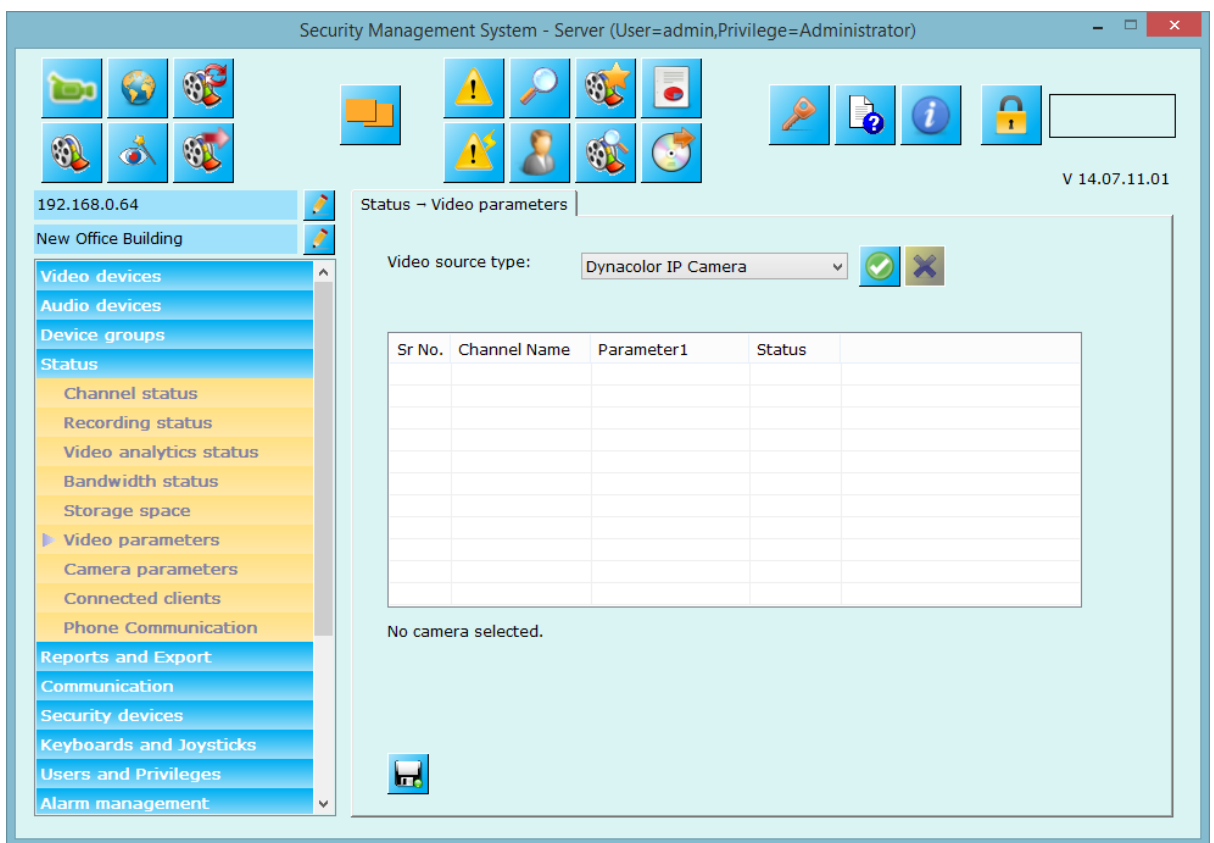 Security Management System - Server (User=admin,Privilege=Administrator)
V 14.07.11.01
192.168.0.64
New Office Building
Video devices
Audio devices
Device groups
Status
Channel status
Recording status
Video analytics status
Bandwidth status
Storage space
Video parameters
Camera parameters
Connected clients
Phone Communication
Reports and Export
Communication
Security devices
Keyboards and Joysticks
Users and Privileges
Alarm management
Status → Video parameters
Video source type: Dynacolor IP Camera
Sr No. Channel Name Parameter1 Status
No camera selected.